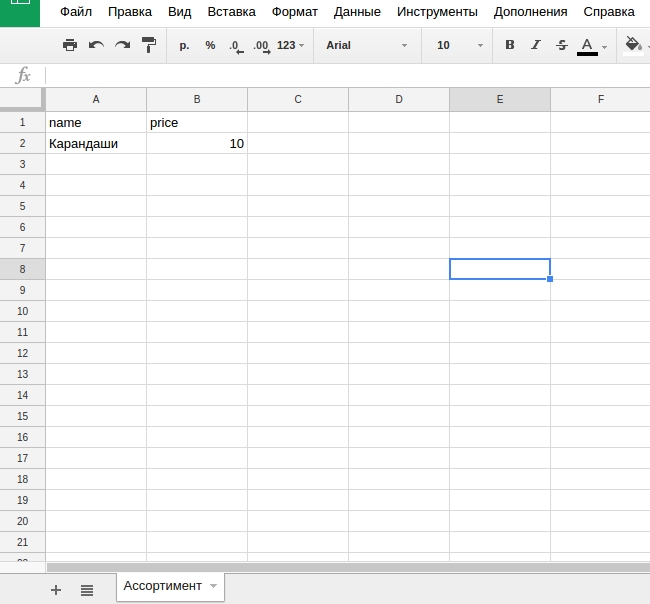 Файл Правка Вид Вставка Формат Данные Инструменты Дополнения Справка
р. % .0 .00 123 Arial 10 B I S A
fx
A B C D E F
1 name price
2 Карандаши 10
3
4
5
6
7
8
9
10
11
12
13
14
15
16
17
18
19
20
21
+ Ассортимент